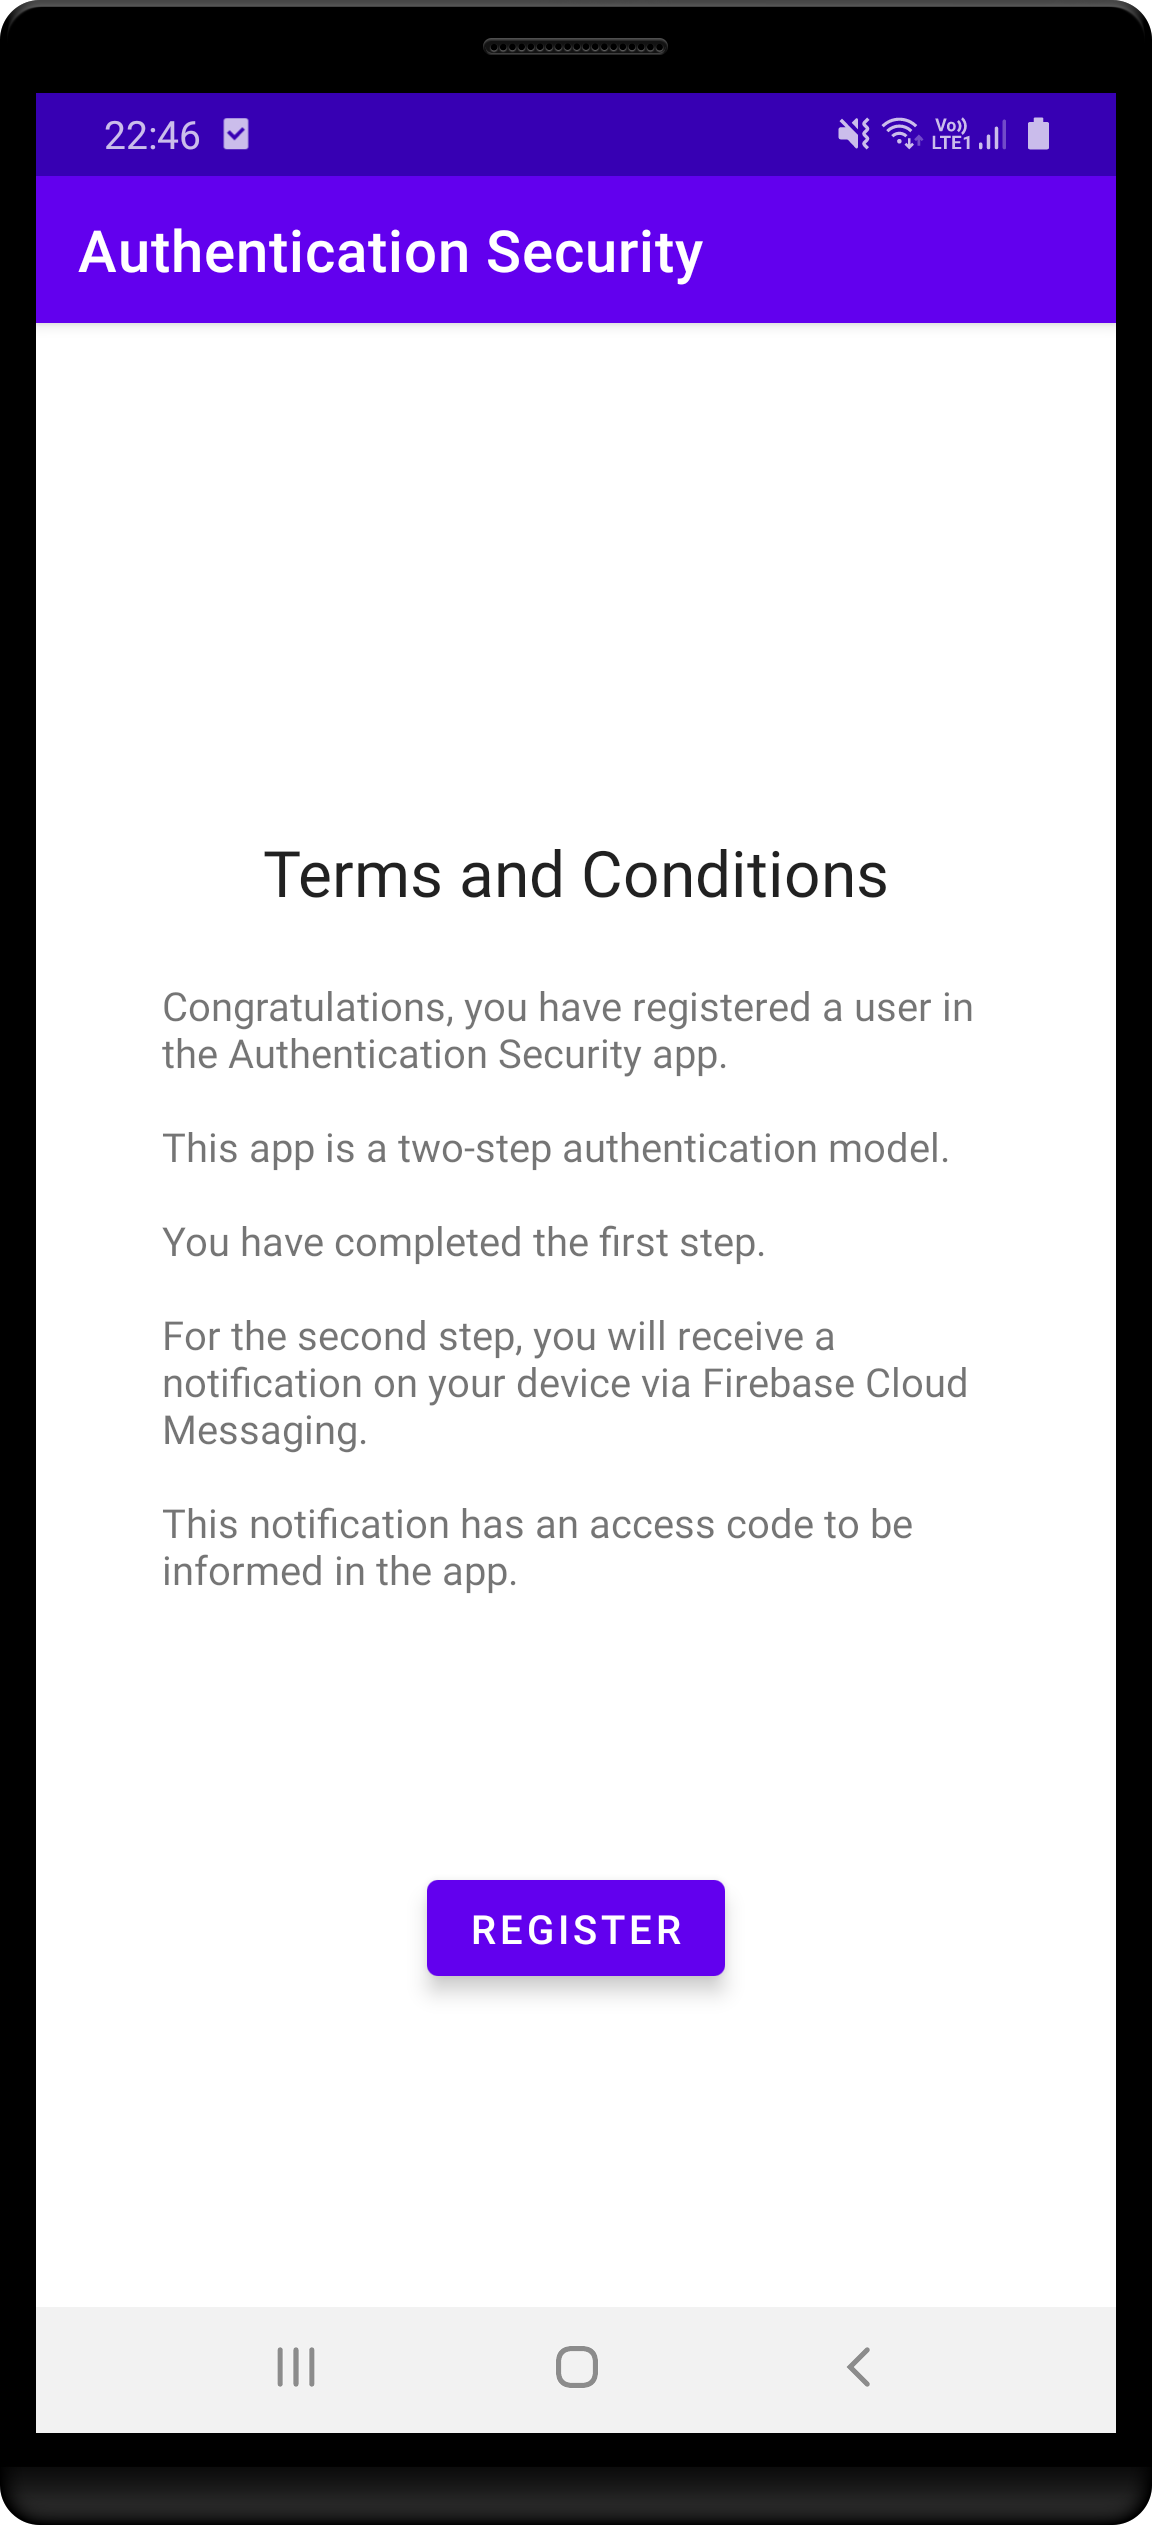 22:46
Vo)) LTE1
Authentication Security
Terms and Conditions
Congratulations, you have registered a user in
the Authentication Security app.
This app is a two-step authentication model.
You have completed the first step.
For the second step, you will receive a
notification on your device via Firebase Cloud
Messaging.
This notification has an access code to be
informed in the app.
REGISTER